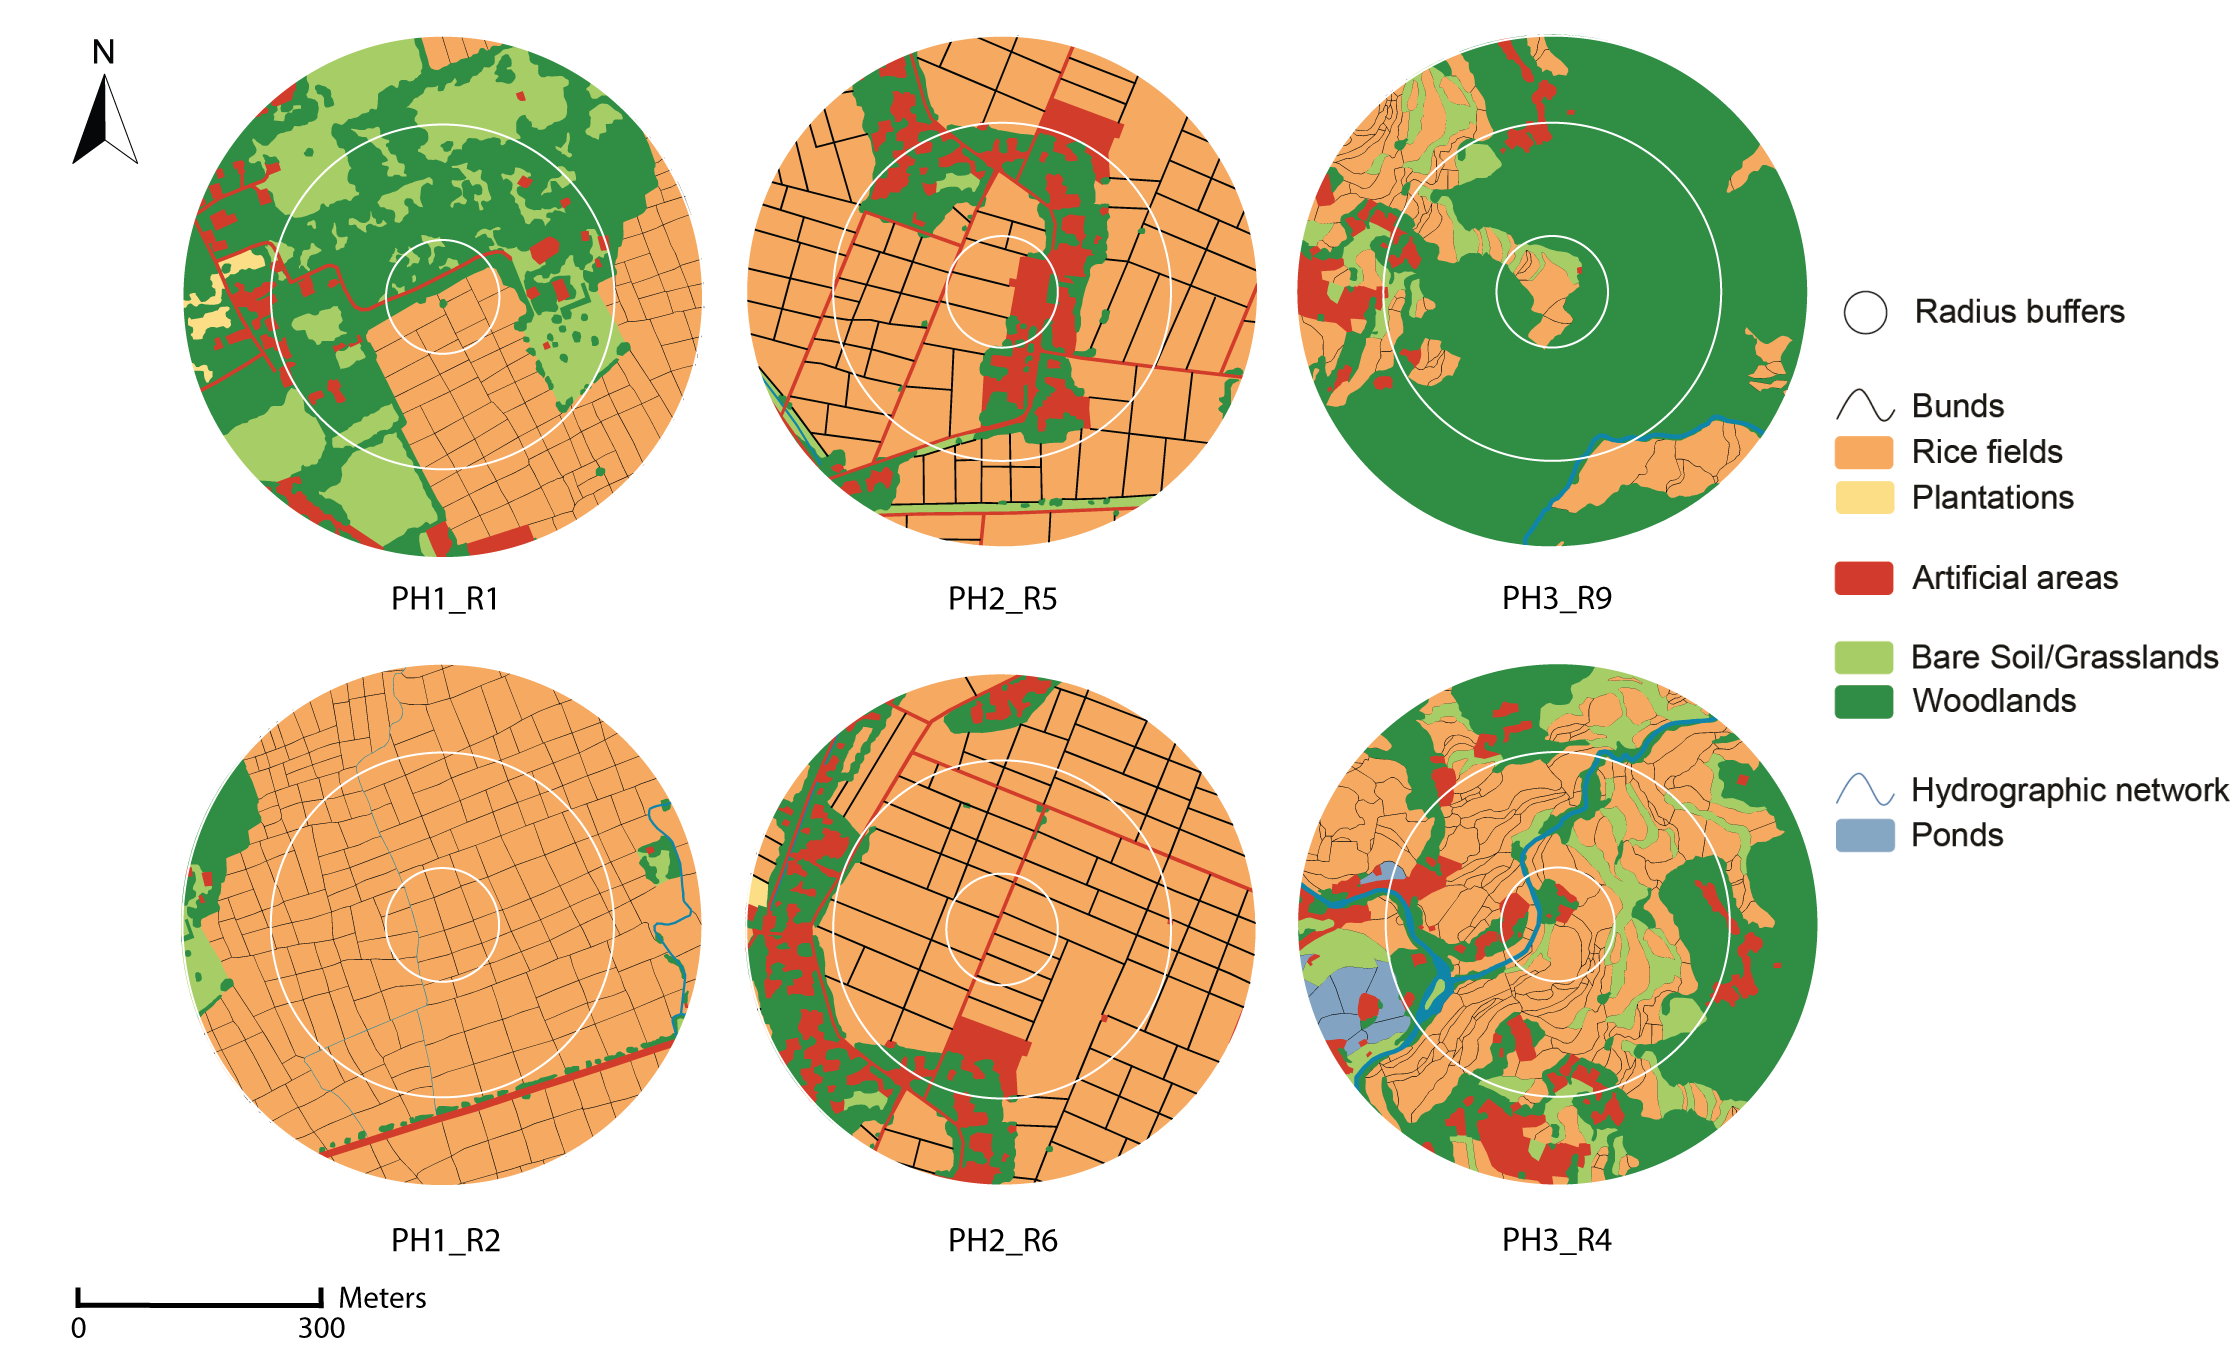 N
PH1_R1
PH2_R5
PH3_R9
Radius buffers
Bunds
Rice fields
Plantations
Artificial areas
Bare Soil/Grasslands
Woodlands
Hydrographic network
Ponds
PH1_R2
PH2_R6
PH3_R4
Meters
0 300